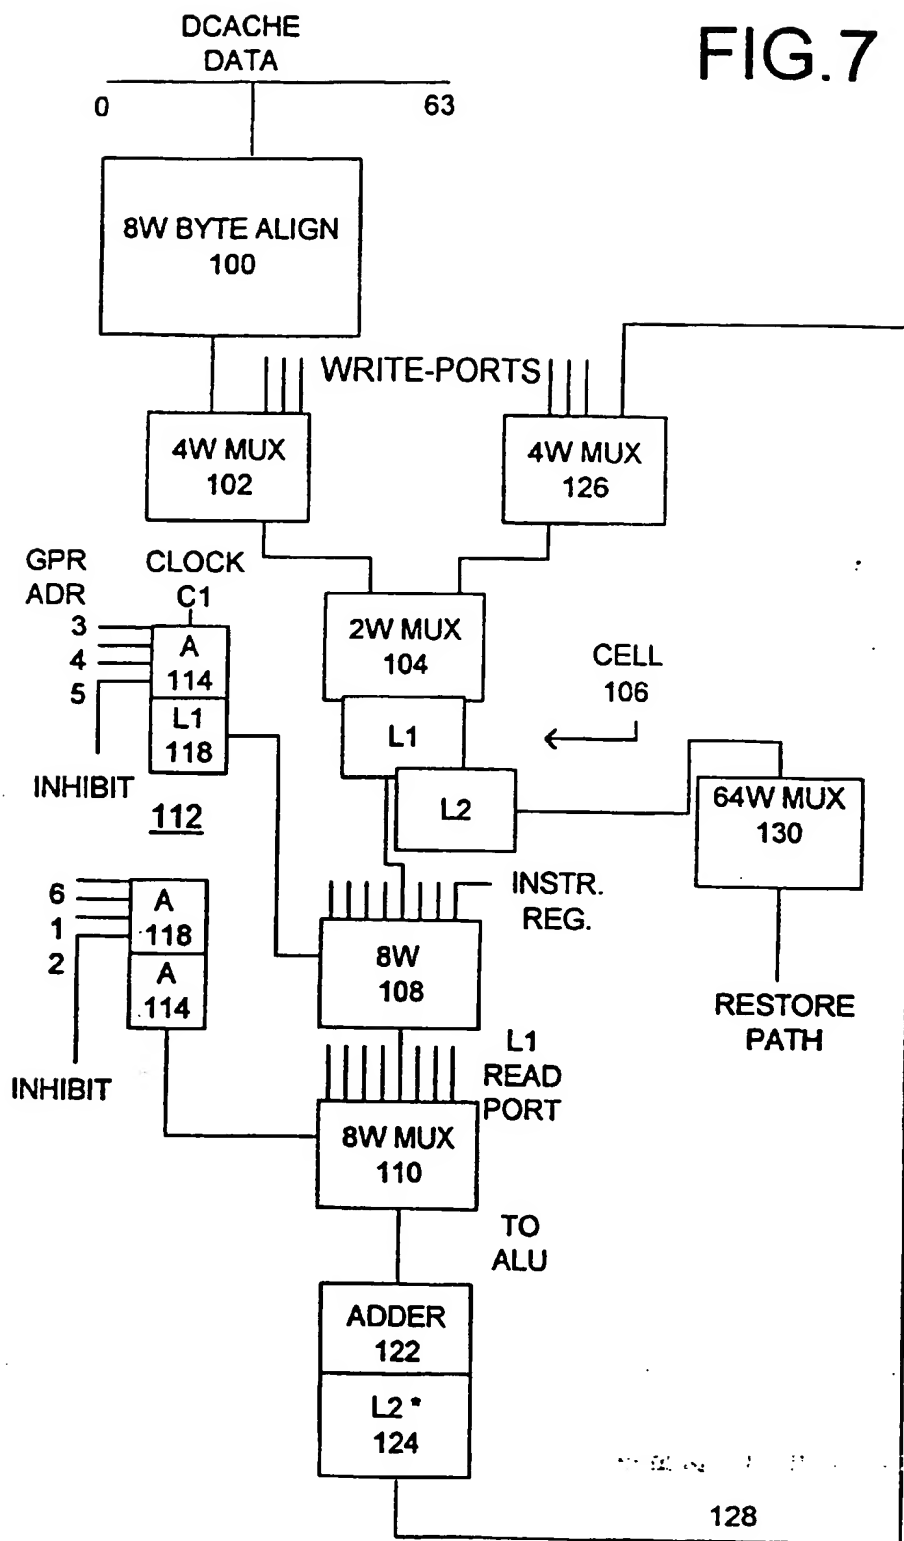 DCACHE
DATA
FIG.7
0
63
8W BYTE ALIGN
100
WRITE-PORTS
4W MUX
102
4W MUX
126
GPR
ADR
CLOCK
C1
3
4
5
A
114
L1
118
INHIBIT
112
2W MUX
104
L1
L2
CELL
106
64W MUX
130
RESTORE
PATH
INSTR.
REG.
6
1
2
A
118
A
114
INHIBIT
8W
108
L1
READ
PORT
8W MUX
110
TO
ALU
ADDER
122
L2 *
124
128